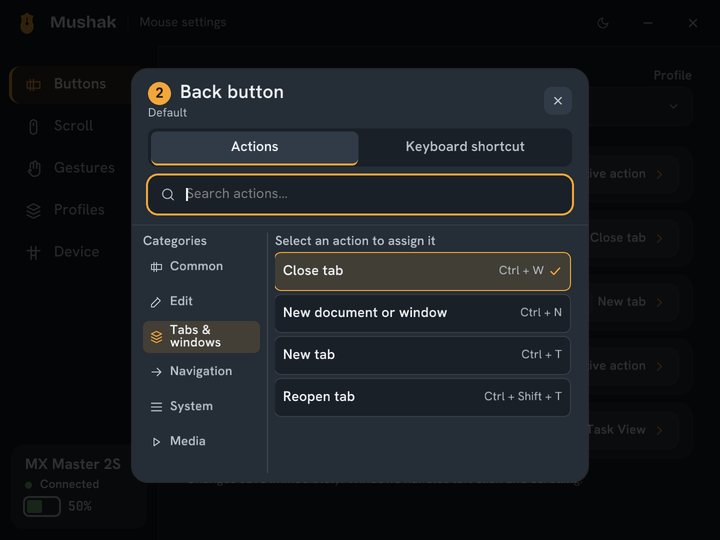 Mushak
Mouse settings
Buttons
Scroll
Gestures
Profiles
Device
MX Master 2S
Connected
50%
Profile
ive action
Close tab
New tab
ive action
Task View
2 Back button
Default
Actions
Keyboard shortcut
Search actions...
Categories
Common
Edit
Tabs &
windows
Navigation
System
Media
Select an action to assign it
Close tab Ctrl + W
New document or window Ctrl + N
New tab Ctrl + T
Reopen tab Ctrl + Shift + T